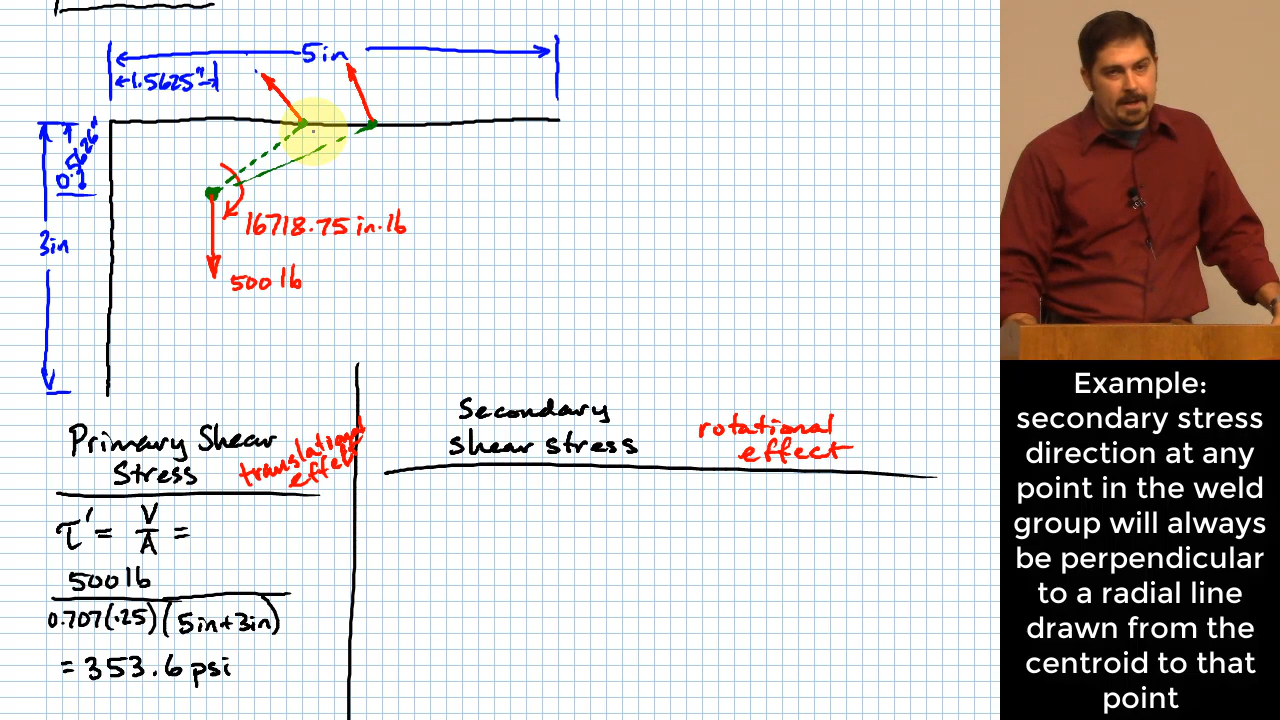 5in
1.5625"
0.5626"
3in
16718.75 in·lb
500 lb
Primary Shear
Stress
translational
effect
τ' = V/A =
500 lb
0.707(.25)(5in+3in)
= 353.6 psi
Secondary
shear stress
rotational
effect
Example:
secondary stress
direction at any
point in the weld
group will always
be perpendicular
to a radial line
drawn from the
centroid to that
point